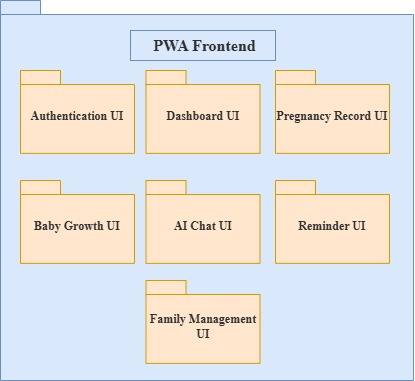 PWA Frontend
Authentication UI
Dashboard UI
Pregnancy Record UI
Baby Growth UI
AI Chat UI
Reminder UI
Family Management
UI